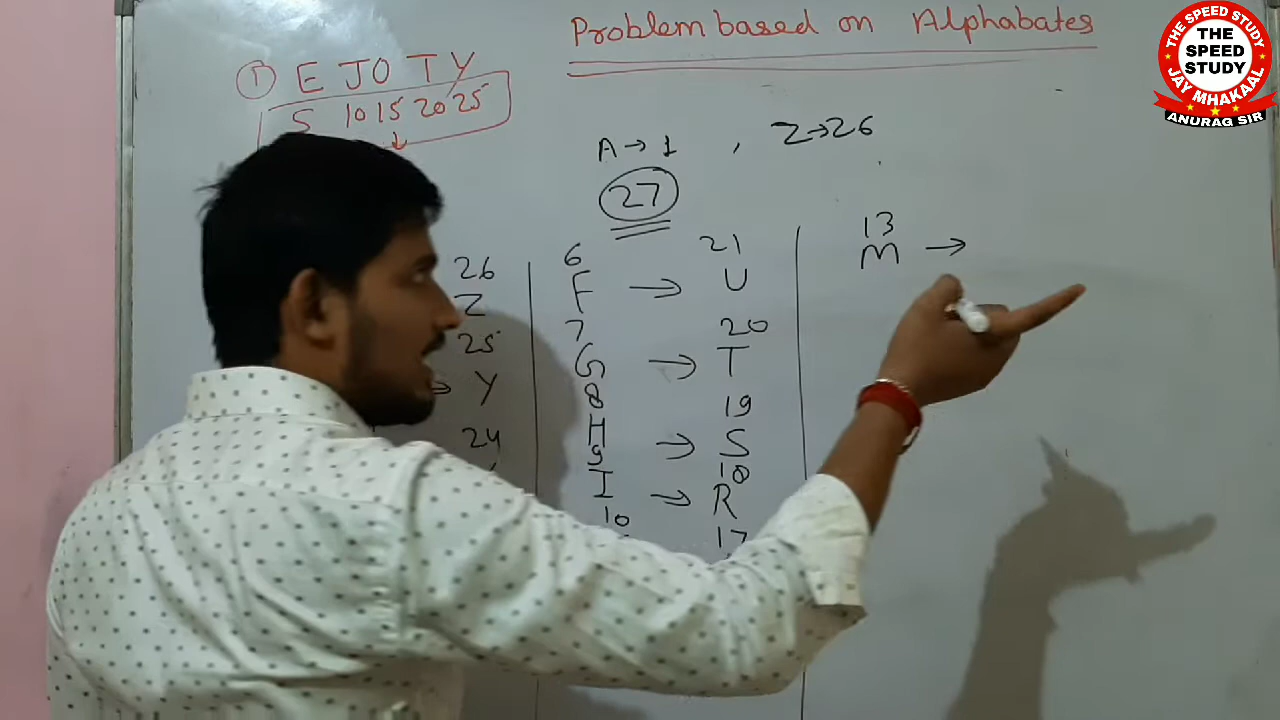 Problem based on Alphabates
① E J O T Y
5 10 15 20 25
A → 1 , Z → 26
27
26
Z
25
→ Y
24
6 21
F → U
7 20
G → T
8 19
H → S
9 18
I → R
10 17
13
M →
THE SPEED STUDY
THE
SPEED
STUDY
JAY MHAKAAL
ANURAG SIR